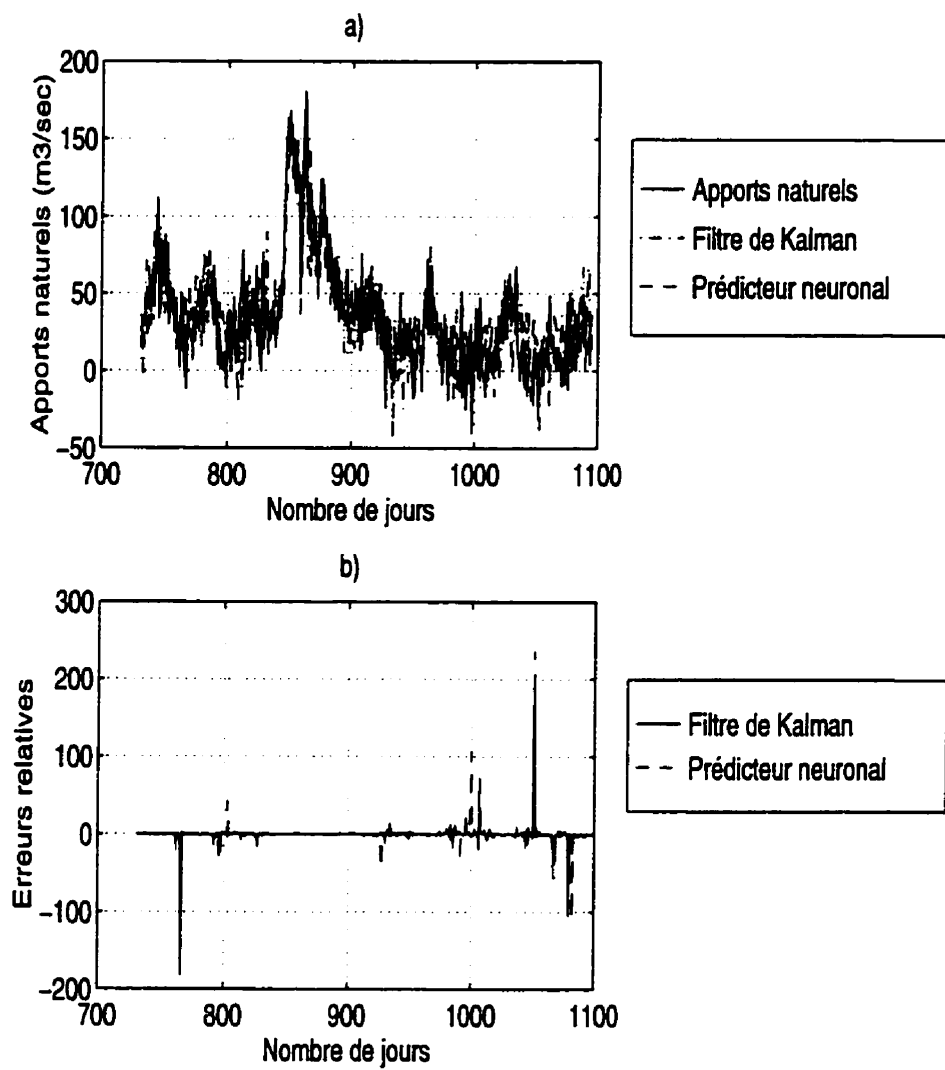 a)
200
150
100
50
0
-50
Apports naturels (m3/sec)
700
800
900
1000
1100
Nombre de jours
Apports naturels
Filtre de Kalman
Prédicteur neuronal
b)
300
200
100
0
-100
-200
Erreurs relatives
700
800
900
1000
1100
Nombre de jours
Filtre de Kalman
Prédicteur neuronal